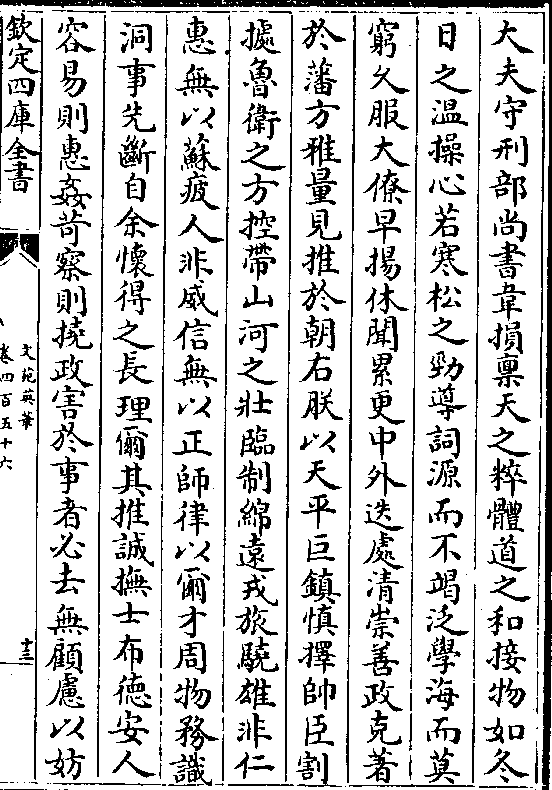 大夫守刑部尚書韋損稟天之粹體道之和接物如冬
日之温操心若寒松之勁導詞源而不竭泛學海而莫
窮久服大僚早揚休聞累更中外迭處清崇善政克著
於藩方雅量見推於朝右朕以天平巨鎮慎擇帥臣割
據魯衛之方控帶山河之壯臨制綿遠戎旅驍雄非仁
惠無以蘇疲人非威信無以正師律以爾才周物務識
洞事先斷自余懷得之長理爾其推誠撫士布德安人
容易則惠姦苛察則撓政害於事者必去無顧慮以妨
欽定四庫全書
文苑英華
卷四百五十六
十三